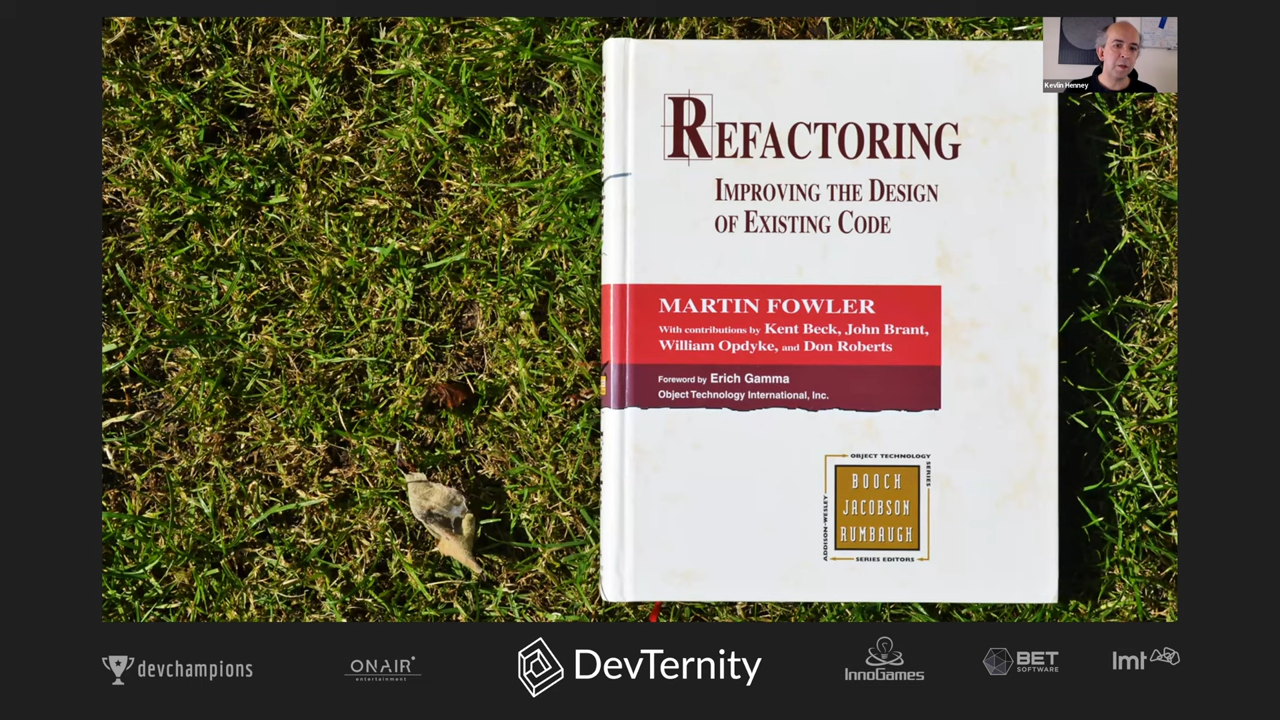 Kevlin Henney
REFACTORING
IMPROVING THE DESIGN
OF EXISTING CODE
MARTIN FOWLER
With contributions by Kent Beck, John Brant,
William Opdyke, and Don Roberts
Foreword by Erich Gamma
Object Technology International, Inc.
OBJECT TECHNOLOGY
SERIES
BOOCH
JACOBSON
RUMBAUGH
ADDISON-WESLEY
SERIES EDITORS
devchampions
ONAIR
entertainment
DevTernity
INNOGAMES
BET
SOFTWARE
lmt